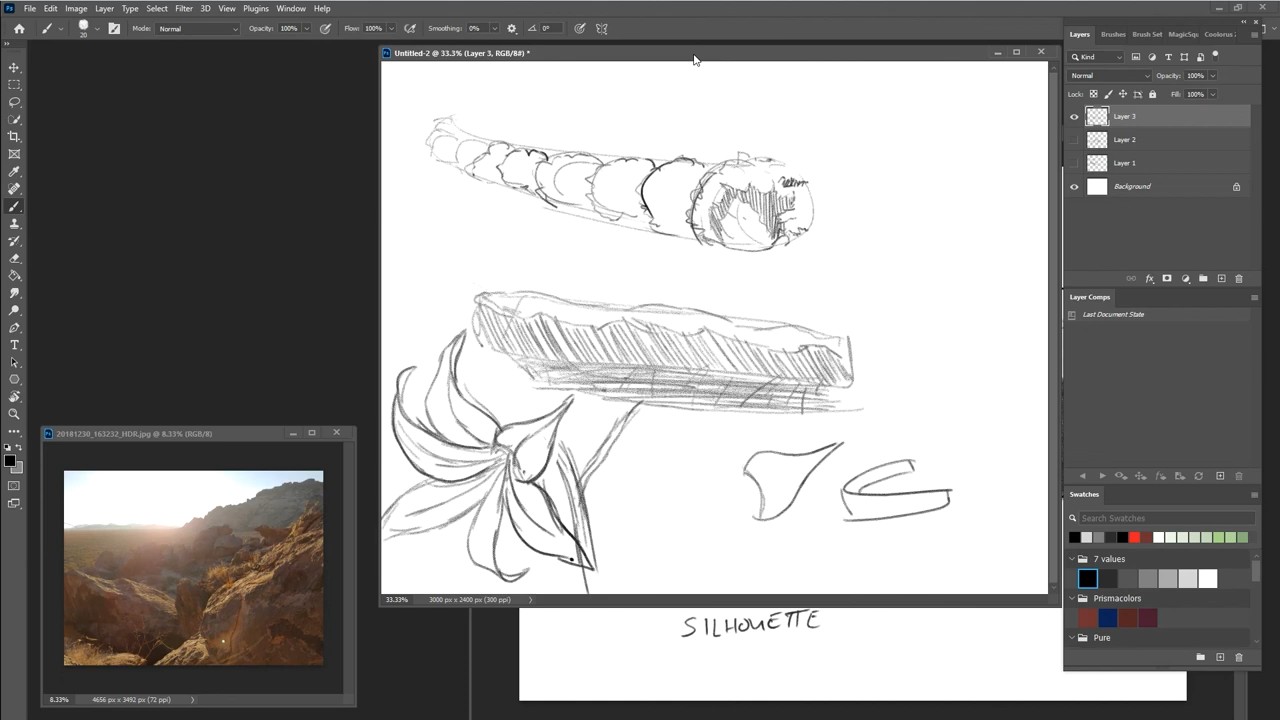 File Edit Image Layer Type Select Filter 3D View Plugins Window Help
20 Mode: Normal Opacity: 100% Flow: 100% Smoothing: 0% 0°
Untitled-2 @ 33.3% (Layer 3, RGB/8#) *
Layers Brushes Brush Set MagicSqu Coolorus
Kind
Normal Opacity: 100%
Lock: Fill: 100%
Layer 3
Layer 2
Layer 1
Background
Layer Comps
Last Document State
20181230_163232_HDR.jpg @ 8.33% (RGB/8)
8.33% 4656 px x 3492 px (72 ppi)
33.33% 3000 px x 2400 px (300 ppi)
SILHOUETTE
Swatches
Search Swatches
7 values
Prismacolors
Pure